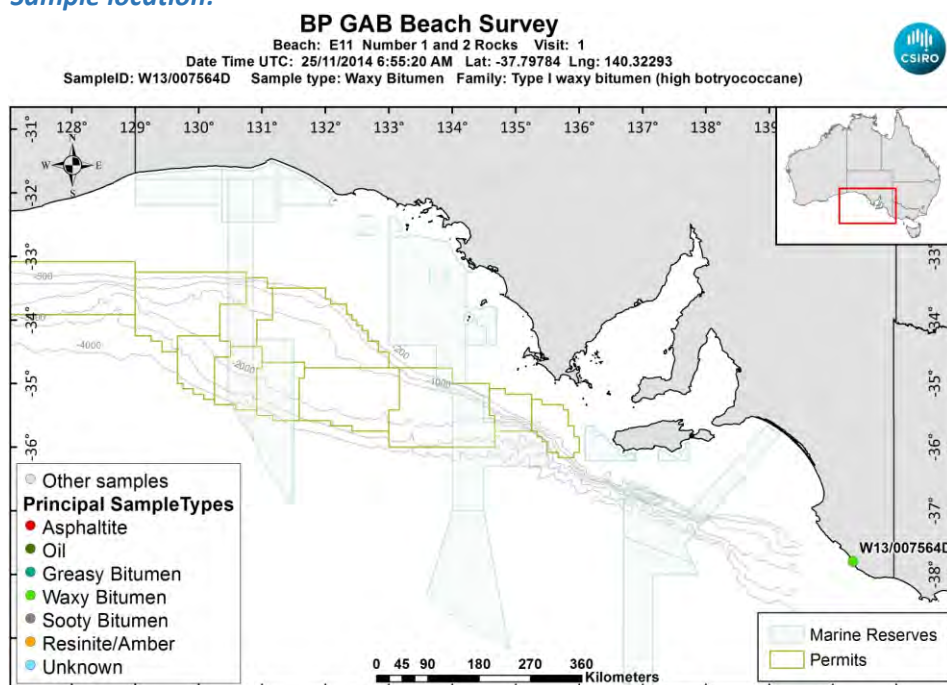 Sample location:
BP GAB Beach Survey
Beach: E11 Number 1 and 2 Rocks Visit: 1
Date Time UTC: 25/11/2014 6:55:20 AM Lat: -37.79784 Lng: 140.32293
SampleID: W13/007564D Sample type: Waxy Bitumen Family: Type I waxy bitumen (high botryococcane)
CSIRO
128° 129° 130° 131° 132° 133° 134° 135° 136° 137° 138° 139
N
W E
S
-31°
-32°
-33°
-34°
-35°
-36°
-37°
-38°
-33°
-34°
-35°
-36°
-37°
-38°
-4000
-2000
-200
-1000
W13/007564D
Other samples
Principal SampleTypes
Asphaltite
Oil
Greasy Bitumen
Waxy Bitumen
Sooty Bitumen
Resinite/Amber
Unknown
0 45 90 180 270 360
Kilometers
Marine Reserves
Permits